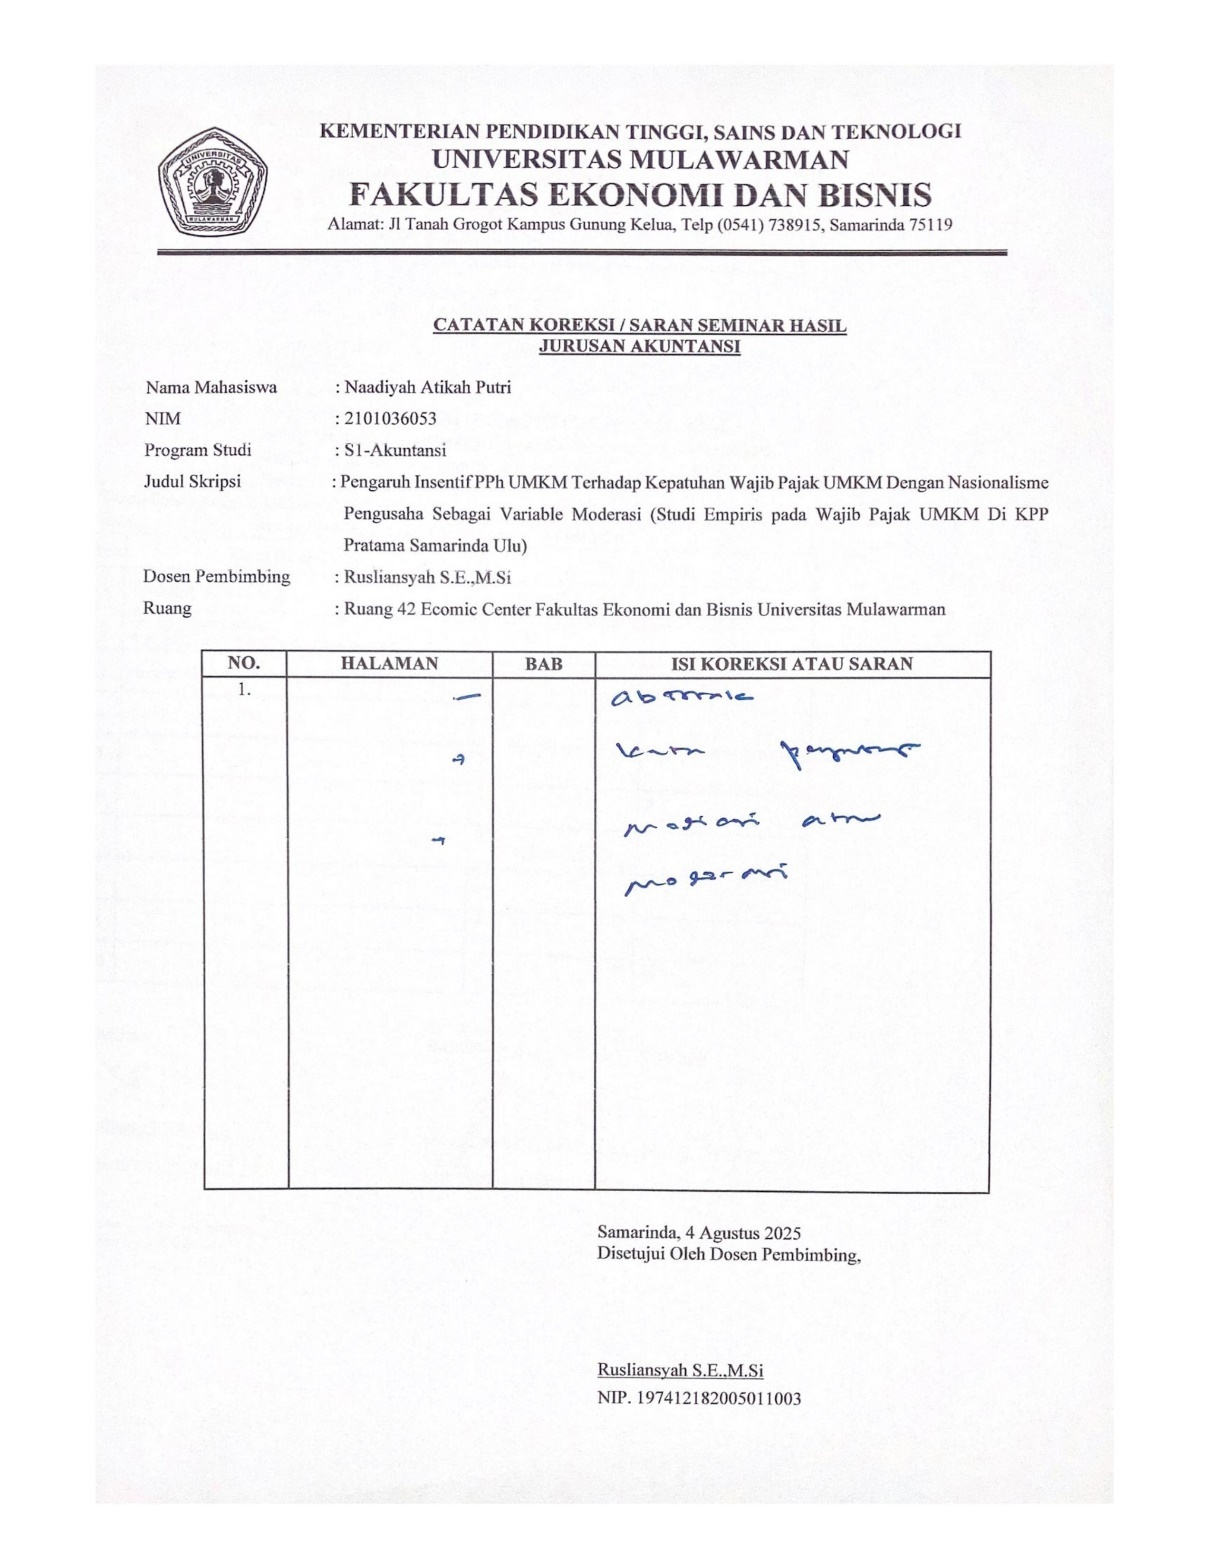 KEMENTERIAN PENDIDIKAN TINGGI, SAINS DAN TEKNOLOGI
UNIVERSITAS MULAWARMAN
FAKULTAS EKONOMI DAN BISNIS
Alamat: Jl Tanah Grogot Kampus Gunung Kelua, Telp (0541) 738915, Samarinda 75119
UNIVERSITAS
MULAWARMAN
CATATAN KOREKSI / SARAN SEMINAR HASIL
JURUSAN AKUNTANSI
Nama Mahasiswa : Naadiyah Atikah Putri
NIM : 2101036053
Program Studi : S1-Akuntansi
Judul Skripsi : Pengaruh Insentif PPh UMKM Terhadap Kepatuhan Wajib Pajak UMKM Dengan Nasionalisme
Pengusaha Sebagai Variable Moderasi (Studi Empiris pada Wajib Pajak UMKM Di KPP
Pratama Samarinda Ulu)
Dosen Pembimbing : Rusliansyah S.E.,M.Si
Ruang : Ruang 42 Ecomic Center Fakultas Ekonomi dan Bisnis Universitas Mulawarman
NO. HALAMAN BAB ISI KOREKSI ATAU SARAN
1. — Abstrak
kata pengantar
Samarinda, 4 Agustus 2025
Disetujui Oleh Dosen Pembimbing,
Rusliansyah S.E.,M.Si
NIP. 197412182005011003